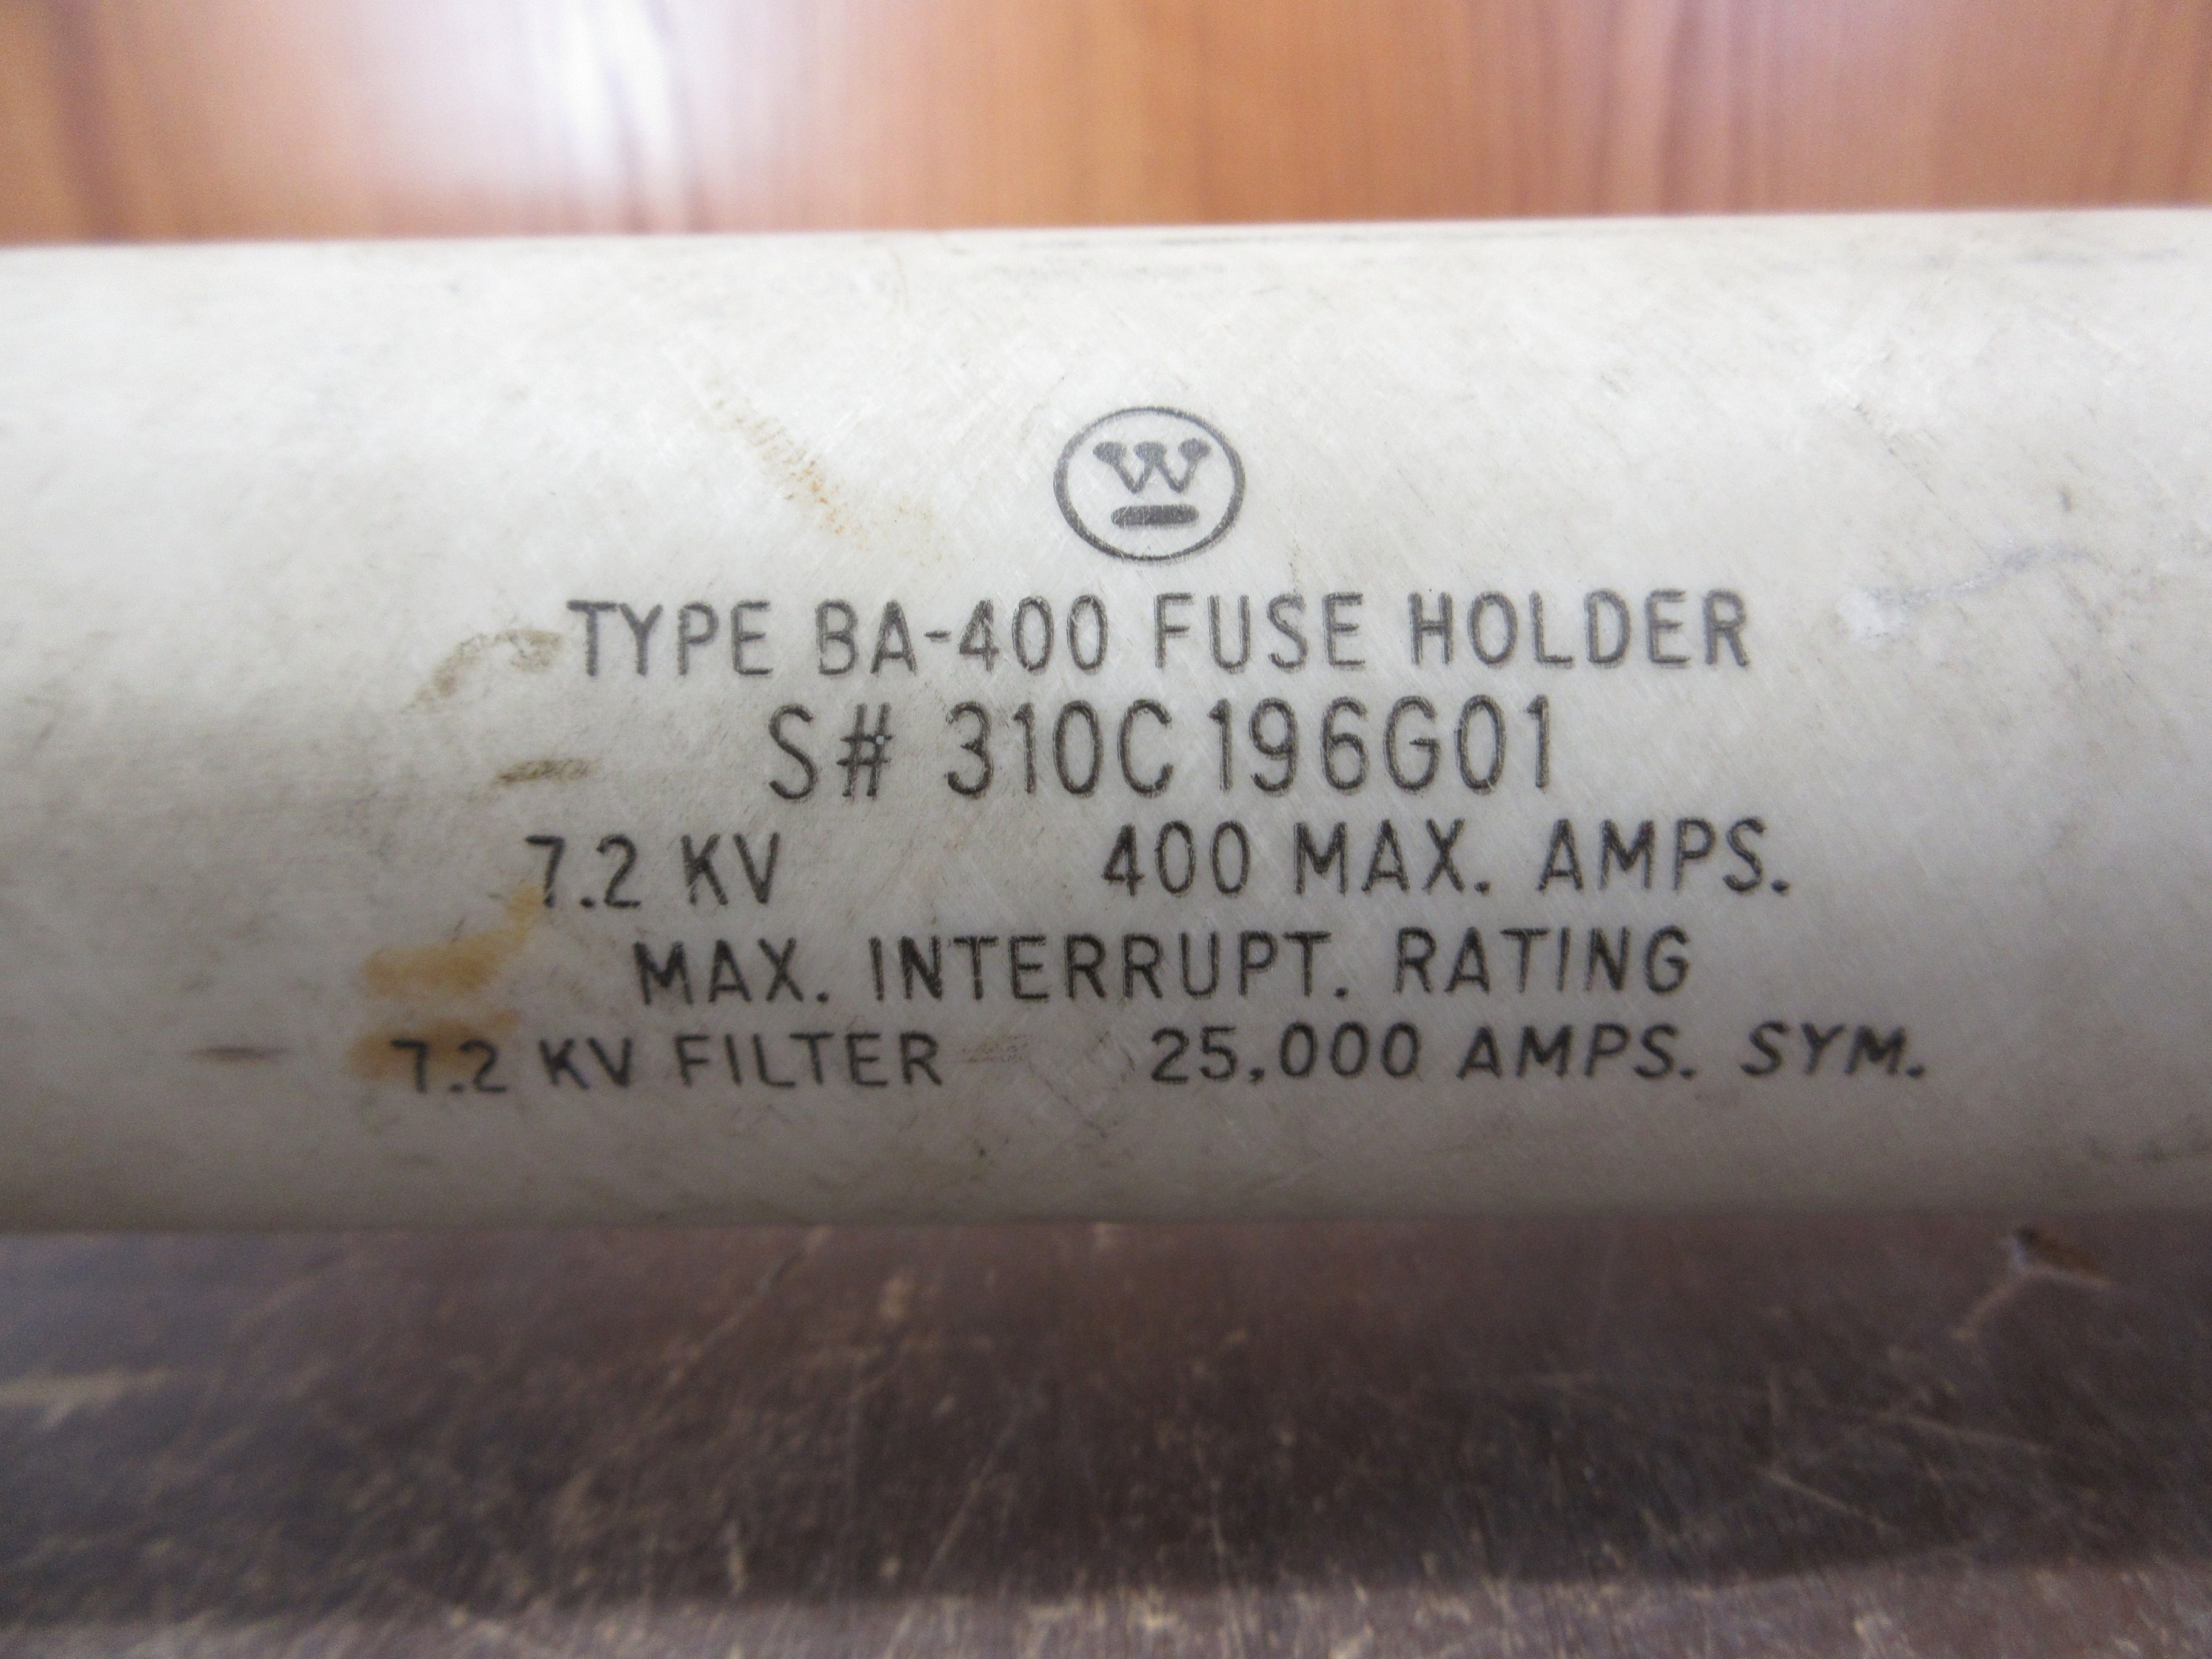 W
TYPE BA-400 FUSE HOLDER
S# 310C196G01
7.2 KV 400 MAX. AMPS.
MAX. INTERRUPT. RATING
7.2 KV FILTER 25,000 AMPS. SYM.